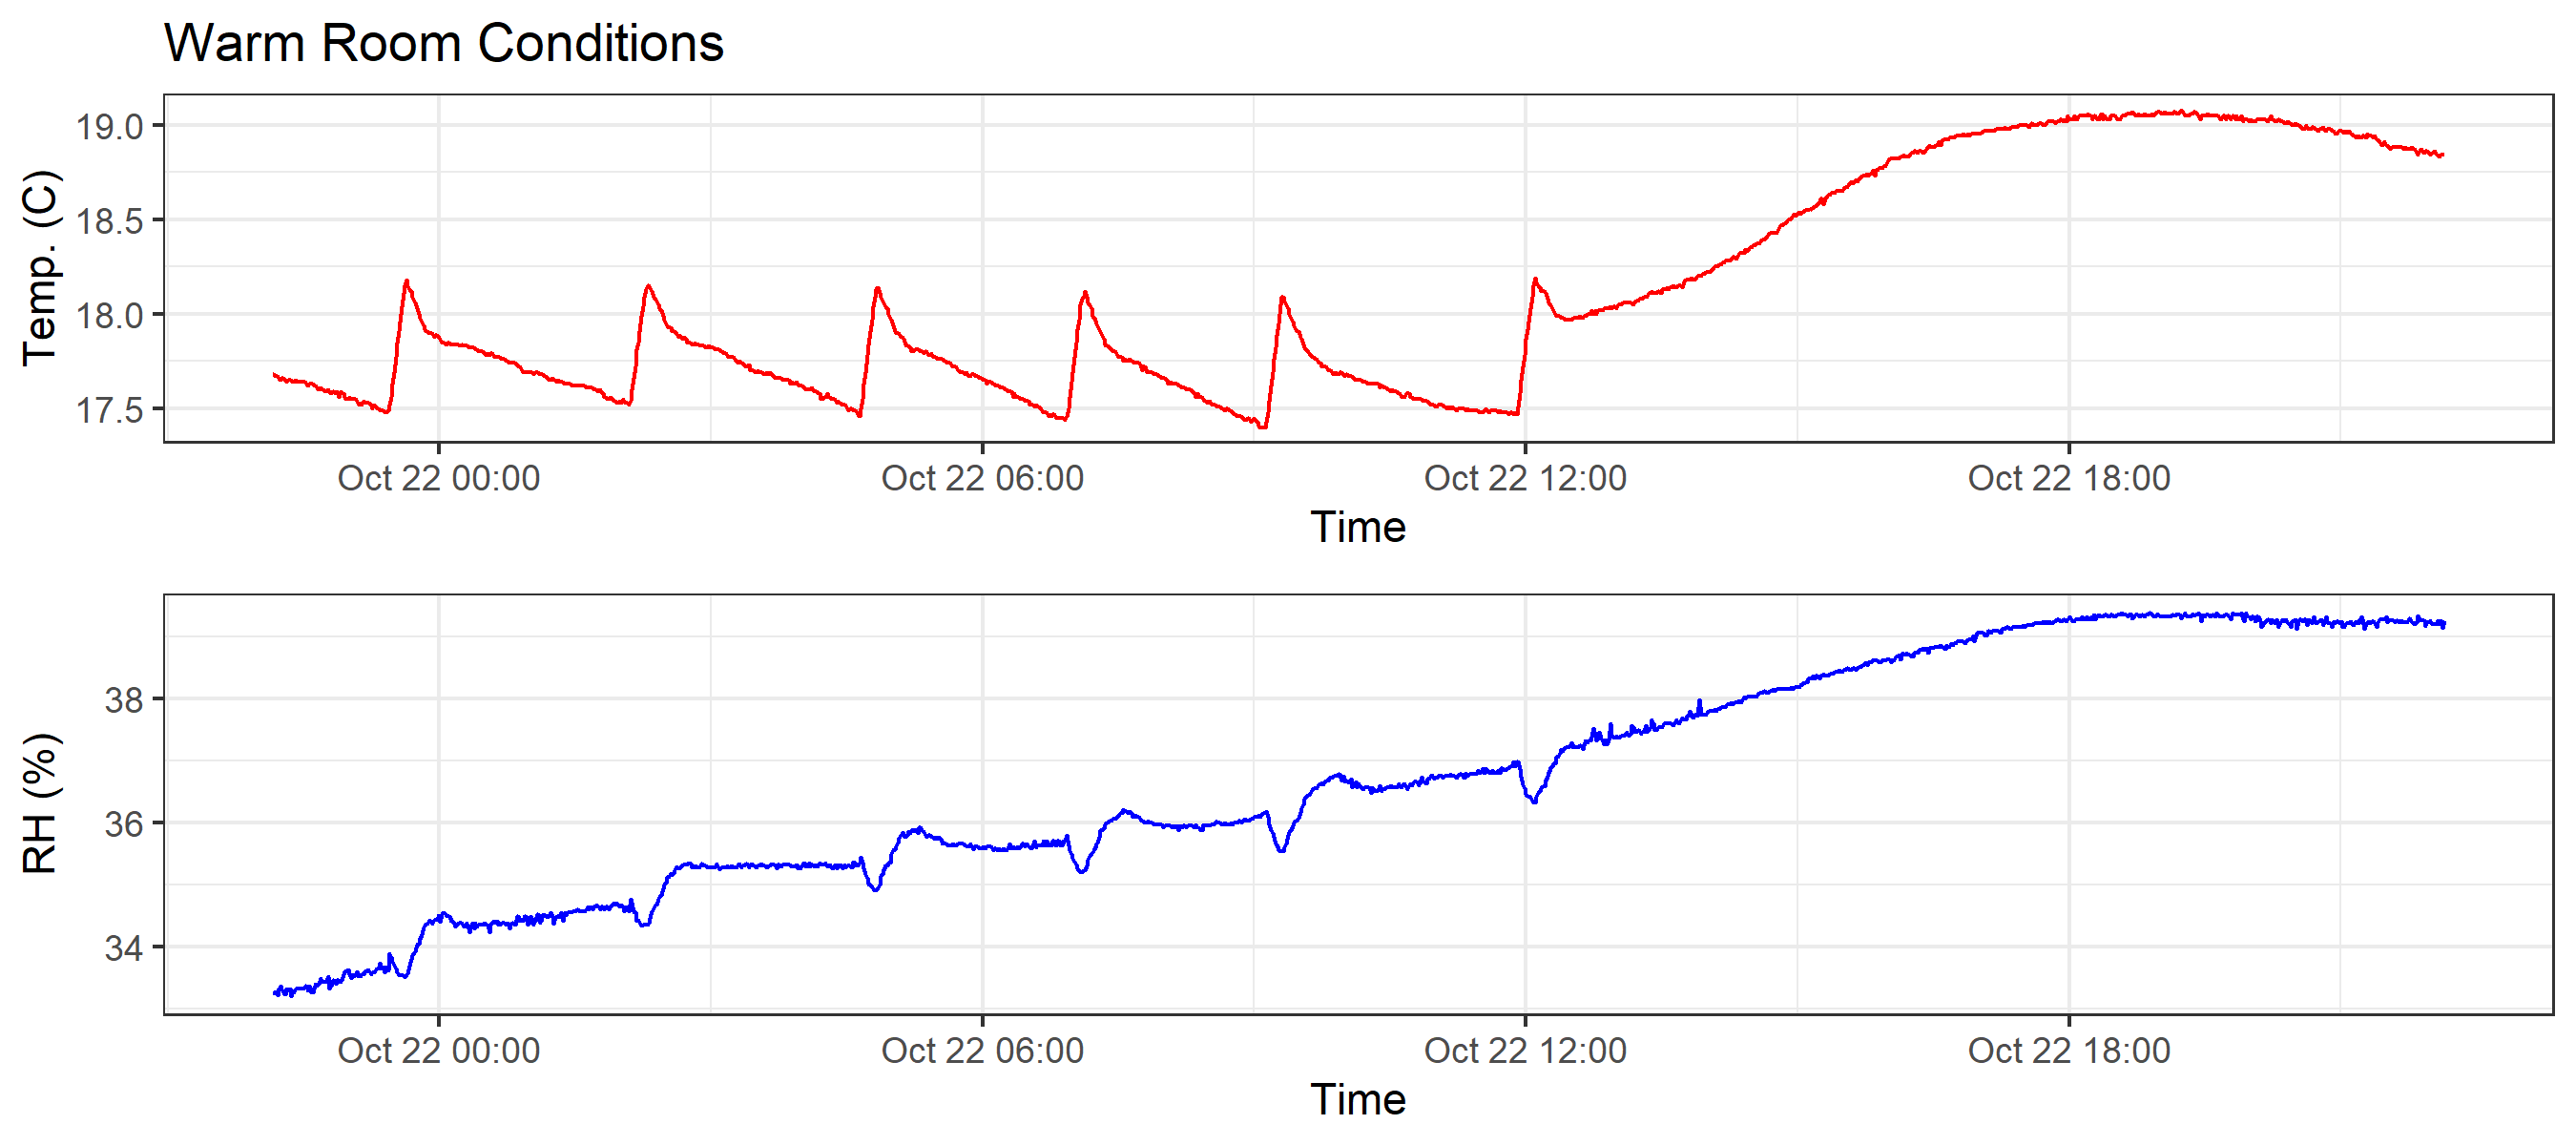 Warm Room Conditions
Temp. (C)
19.0
18.5
18.0
17.5
Oct 22 00:00 Oct 22 06:00 Oct 22 12:00 Oct 22 18:00
Time
RH (%)
38
36
34
Oct 22 00:00 Oct 22 06:00 Oct 22 12:00 Oct 22 18:00
Time